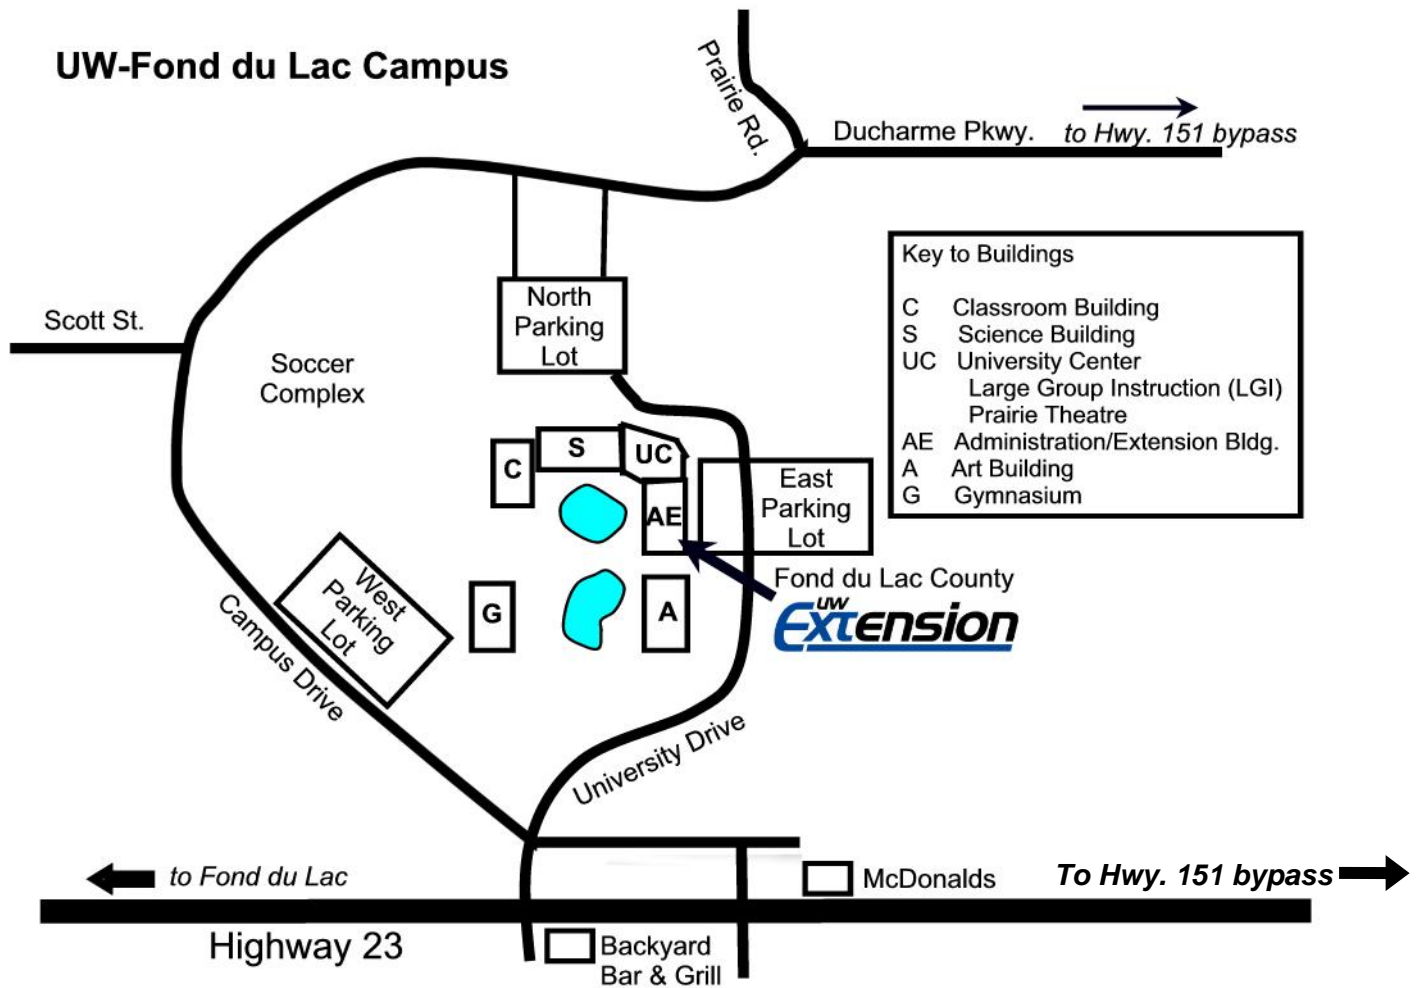 UW-Fond du Lac Campus
Prairie Rd.
Ducharme Pkwy.
to Hwy. 151 bypass
Key to Buildings
C Classroom Building
S Science Building
UC University Center
Large Group Instruction (LGI)
Prairie Theatre
AE Administration/Extension Bldg.
A Art Building
G Gymnasium
Scott St.
North
Parking
Lot
Soccer
Complex
C
S
UC
AE
East
Parking
Lot
West
Parking
Lot
G
A
Fond du Lac County
UW
Extension
Campus Drive
University Drive
to Fond du Lac
McDonalds
To Hwy. 151 bypass
Highway 23
Backyard
Bar & Grill